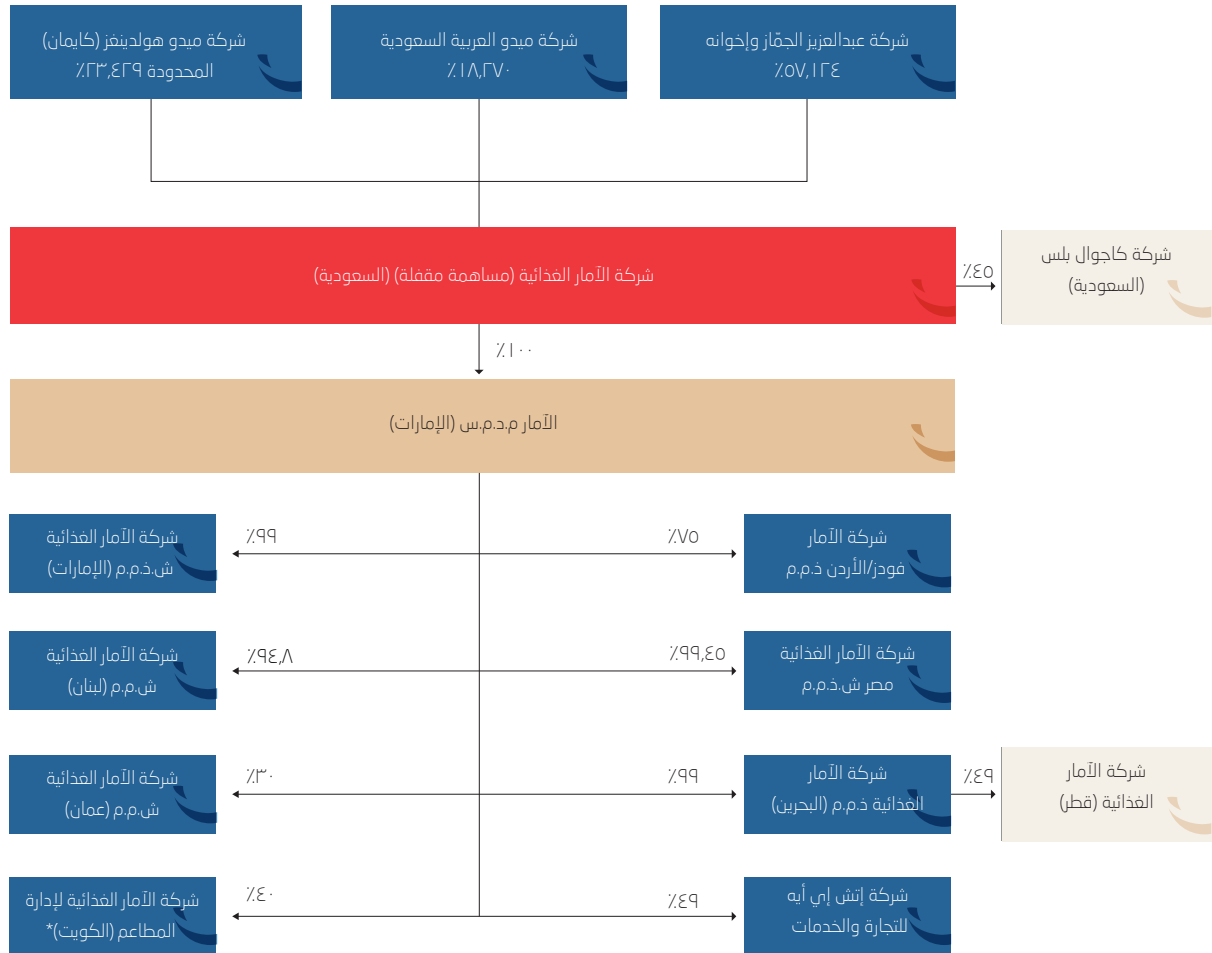 شركة عبدالعزيز الجمّاز وإخوانه
٥٧,١٢٤٪
شركة ميدو العربية السعودية
١٨,٢٧٠٪
شركة ميدو هولدينغز (كايمان)
المحدودة ٢٣,٤٢٩٪
شركة الآمار الغذائية (مساهمة مقفلة) (السعودية)
٤٥٪
شركة كاجوال بلس
(السعودية)
١٠٠٪
الآمار م.د.م.س (الإمارات)
شركة الآمار
فودز/الأردن ذ.م.م
٧٥٪
٩٩٪
شركة الآمار الغذائية
ش.ذ.م.م (الإمارات)
شركة الآمار الغذائية
مصر ش.ذ.م.م
٩٩,٤٥٪
٩٤,٨٪
شركة الآمار الغذائية
ش.م.م (لبنان)
شركة الآمار
الغذائية (قطر)
٤٩٪
شركة الآمار
الغذائية ذ.م.م (البحرين)
٩٩٪
٣٠٪
شركة الآمار الغذائية
ش.م.م (عمان)
شركة إتش إي أيه
للتجارة والخدمات
٤٩٪
٤٠٪
شركة الآمار الغذائية لإدارة
المطاعم (الكويت)*